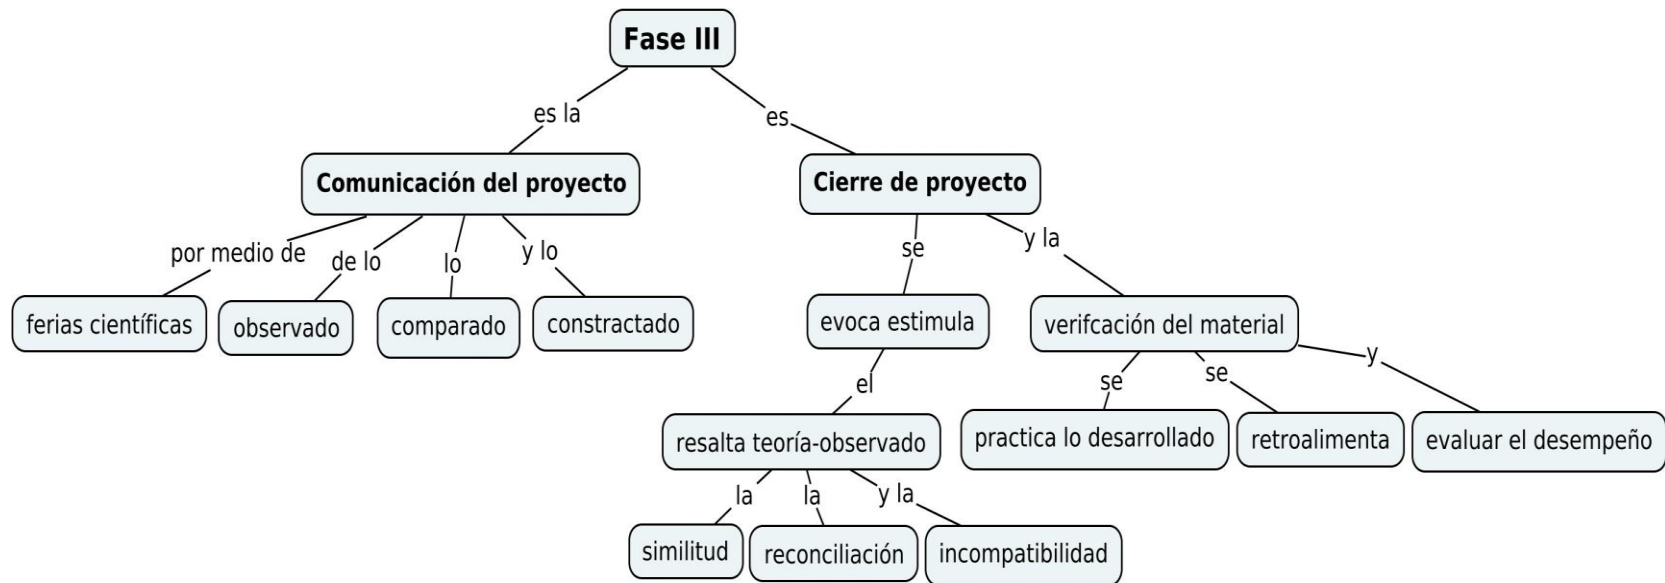 Fase III
es la
es
Comunicación del proyecto
Cierre de proyecto
por medio de
de lo
lo
y lo
se
y la
ferias científicas
observado
comparado
constractado
evoca estimula
verifcación del material
el
se
se
y
resalta teoría-observado
practica lo desarrollado
retroalimenta
evaluar el desempeño
la
la
y la
similitud
reconciliación
incompatibilidad